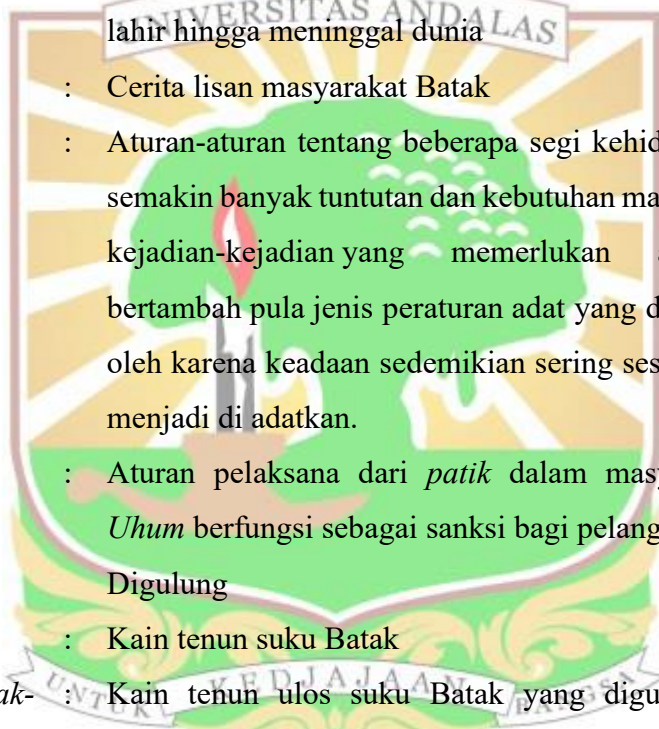 UNIVERSITAS ANDALAS
lahir hingga meninggal dunia
: Cerita lisan masyarakat Batak
: Aturan-aturan tentang beberapa segi kehid
semakin banyak tuntutan dan kebutuhan ma
kejadian-kejadian yang memerlukan
bertambah pula jenis peraturan adat yang d
oleh karena keadaan sedemikian sering ses
menjadi di adatkan.
: Aturan pelaksana dari patik dalam masy
Uhum berfungsi sebagai sanksi bagi pelang
Digulung
: Kain tenun suku Batak
ak- : Kain tenun ulos suku Batak yang digu
UNTUK KEDJAJAAN BANGSA